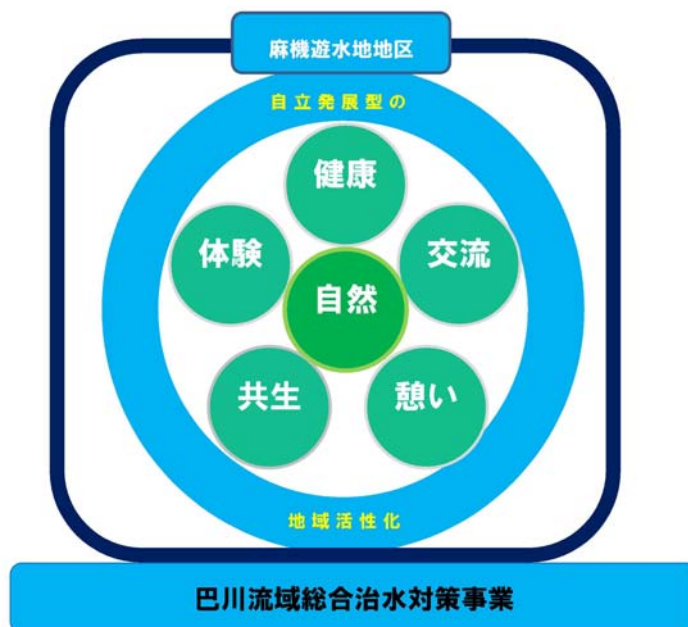 麻機遊水地地区
自立発展型の
健康
体験
交流
自然
共生
憩い
地域活性化
巴川流域総合治水対策事業